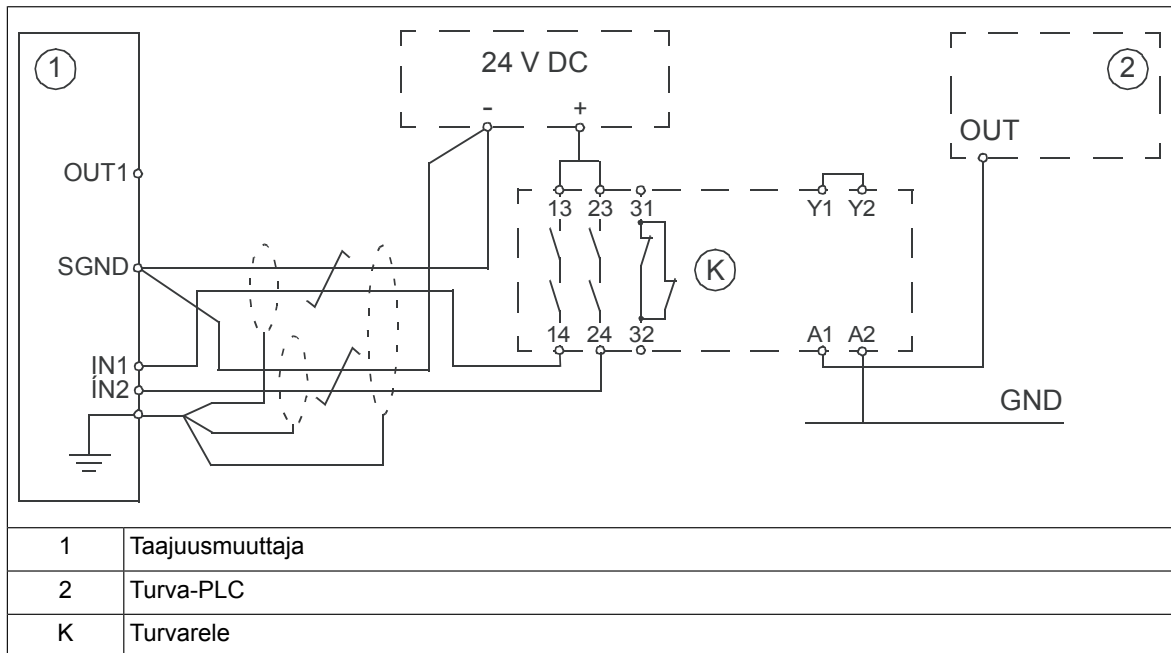 1
24 V DC
2
- +
OUT
OUT1
13 23 31 Y1 Y2
SGND
K
14 24 32 A1 A2
IN1
ÍN2
GND
1 Taajuusmuuttaja
2 Turva-PLC
K Turvarele